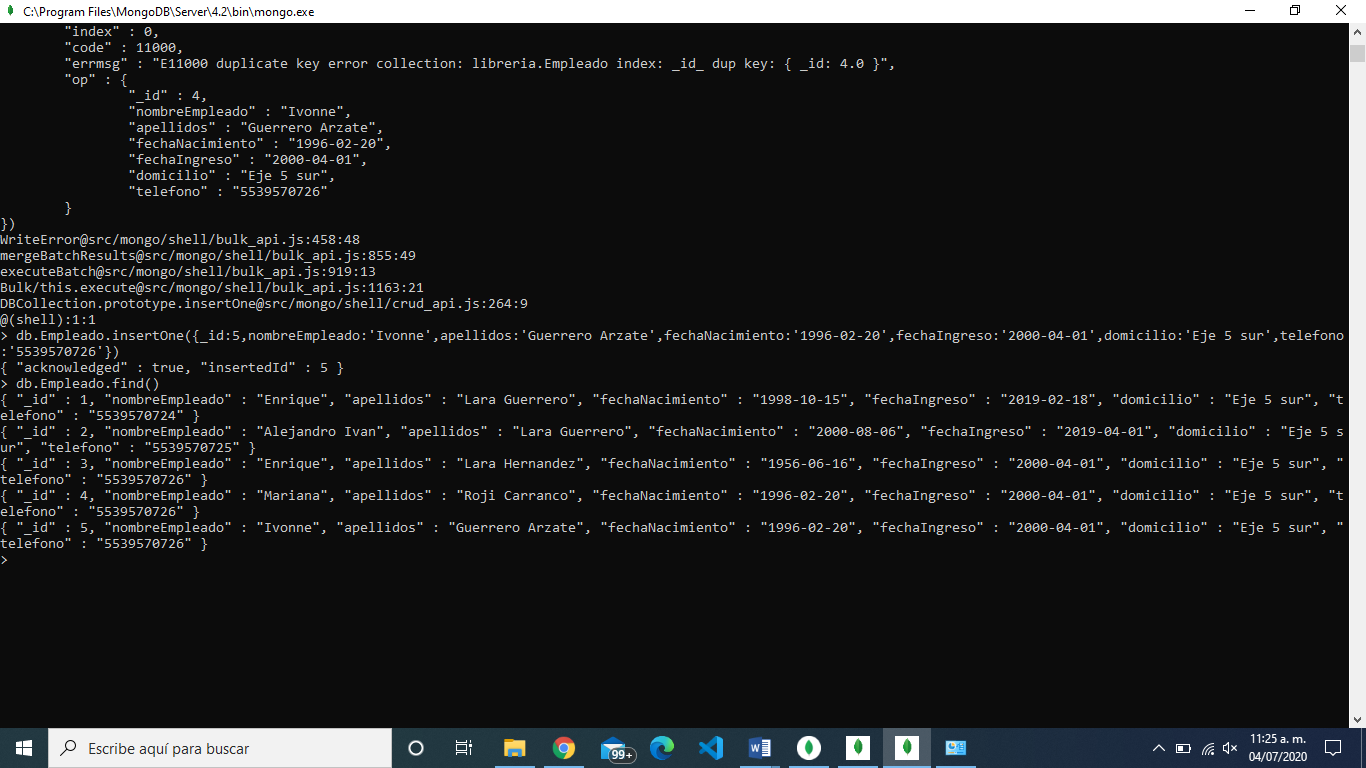 C:\Program Files\MongoDB\Server\4.2\bin\mongo.exe
"index" : 0,
"code" : 11000,
"errmsg" : "E11000 duplicate key error collection: libreria.Empleado index: _id_ dup key: { _id: 4.0 }",
"op" : {
"_id" : 4,
"nombreEmpleado" : "Ivonne",
"apellidos" : "Guerrero Arzate",
"fechaNacimiento" : "1996-02-20",
"fechaIngreso" : "2000-04-01",
"domicilio" : "Eje 5 sur",
"telefono" : "5539570726"
}
})
WriteError@src/mongo/shell/bulk_api.js:458:48
mergeBatchResults@src/mongo/shell/bulk_api.js:855:49
executeBatch@src/mongo/shell/bulk_api.js:919:13
Bulk/this.execute@src/mongo/shell/bulk_api.js:1163:21
DBCollection.prototype.insertOne@src/mongo/shell/crud_api.js:264:9
@(shell):1:1
> db.Empleado.insertOne({_id:5,nombreEmpleado:'Ivonne',apellidos:'Guerrero Arzate',fechaNacimiento:'1996-02-20',fechaIngreso:'2000-04-01',domicilio:'Eje 5 sur',telefono
:'5539570726'})
{ "acknowledged" : true, "insertedId" : 5 }
> db.Empleado.find()
{ "_id" : 1, "nombreEmpleado" : "Enrique", "apellidos" : "Lara Guerrero", "fechaNacimiento" : "1998-10-15", "fechaIngreso" : "2019-02-18", "domicilio" : "Eje 5 sur", "t
elefono" : "5539570724" }
{ "_id" : 2, "nombreEmpleado" : "Alejandro Ivan", "apellidos" : "Lara Guerrero", "fechaNacimiento" : "2000-08-06", "fechaIngreso" : "2019-04-01", "domicilio" : "Eje 5 s
ur", "telefono" : "5539570725" }
{ "_id" : 3, "nombreEmpleado" : "Enrique", "apellidos" : "Lara Hernandez", "fechaNacimiento" : "1956-06-16", "fechaIngreso" : "2000-04-01", "domicilio" : "Eje 5 sur", "
telefono" : "5539570726" }
{ "_id" : 4, "nombreEmpleado" : "Mariana", "apellidos" : "Roji Carranco", "fechaNacimiento" : "1996-02-20", "fechaIngreso" : "2000-04-01", "domicilio" : "Eje 5 sur", "t
elefono" : "5539570726" }
{ "_id" : 5, "nombreEmpleado" : "Ivonne", "apellidos" : "Guerrero Arzate", "fechaNacimiento" : "1996-02-20", "fechaIngreso" : "2000-04-01", "domicilio" : "Eje 5 sur", "
telefono" : "5539570726" }
>
Escribe aquí para buscar
99+
11:25 a. m.
04/07/2020